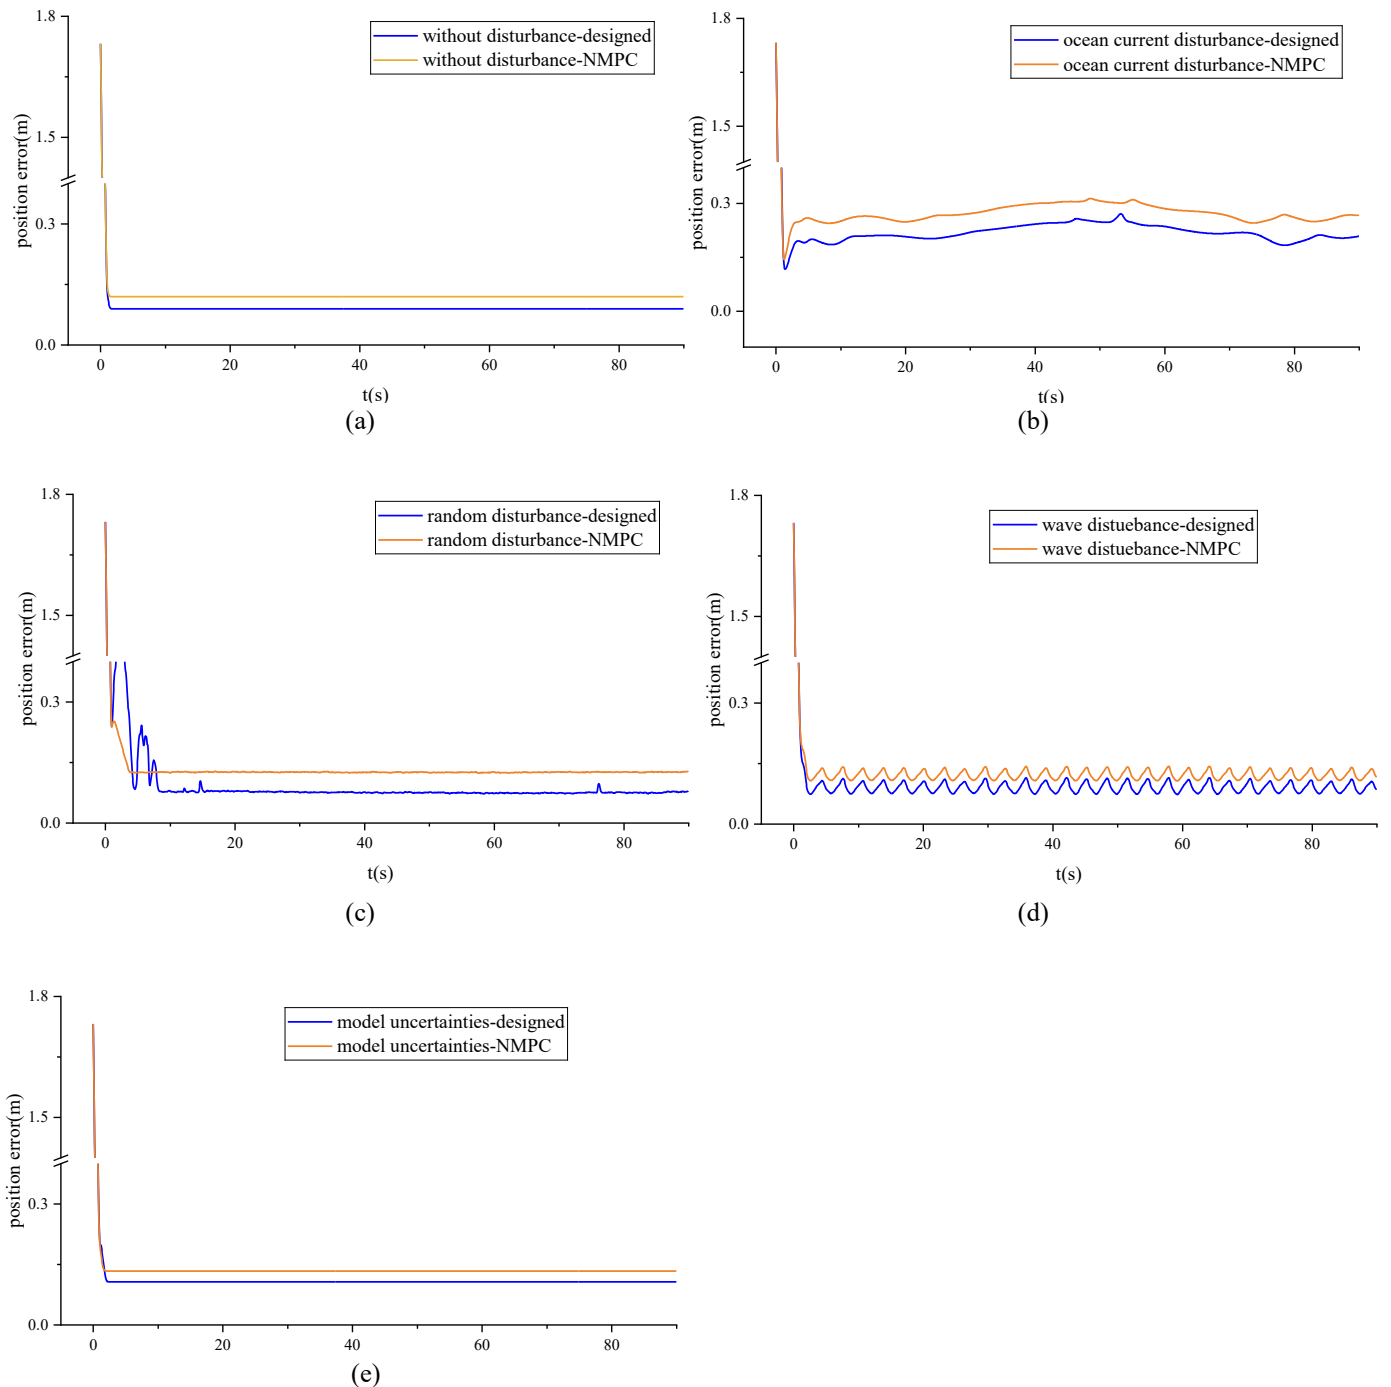 1.8
1.5
0.3
0.0
position error(m)
without disturbance-designed
without disturbance-NMPC
0
20
40
60
80
t(s)
(a)
1.8
1.5
0.3
0.0
position error(m)
ocean current disturbance-designed
ocean current disturbance-NMPC
0
20
40
60
80
t(s)
(b)
1.8
1.5
0.3
0.0
position error(m)
random disturbance-designed
random disturbance-NMPC
0
20
40
60
80
t(s)
(c)
1.8
1.5
0.3
0.0
position error(m)
wave distuebance-designed
wave distuebance-NMPC
0
20
40
60
80
t(s)
(d)
1.8
1.5
0.3
0.0
position error(m)
model uncertainties-designed
model uncertainties-NMPC
0
20
40
60
80
(e)